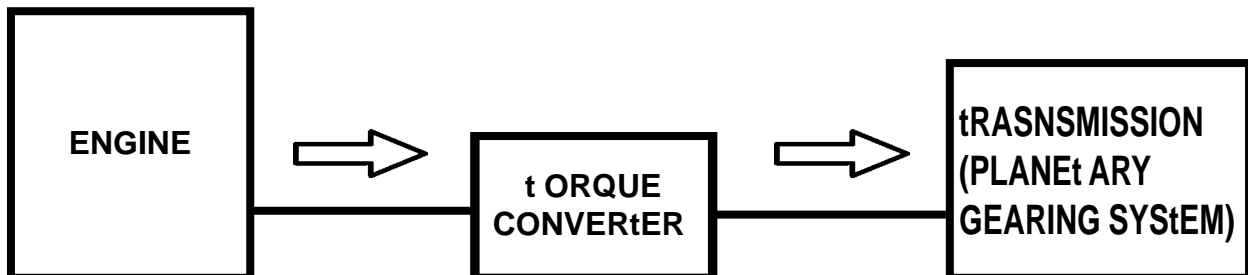 ENGINE
t ORQUE
CONVERtER
tRASNSMISSION
(PLANEt ARY
GEARING SYStEM)